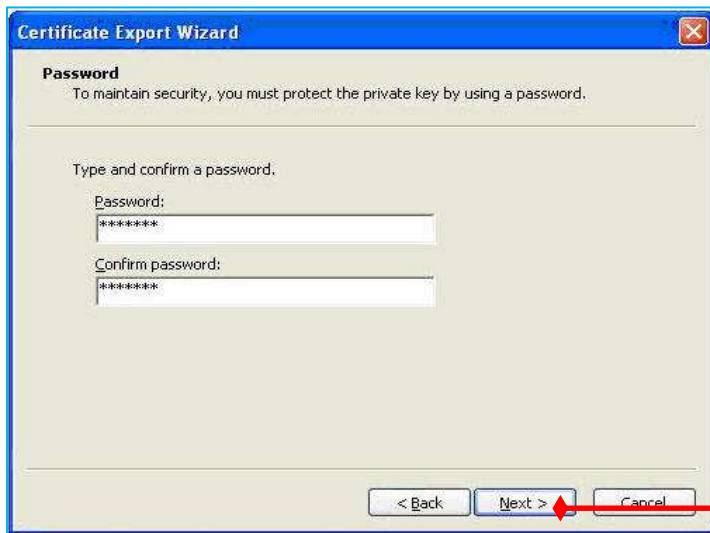 Certificate Export Wizard
Password
To maintain security, you must protect the private key by using a password.
Type and confirm a password.
Password:
*******
Confirm password:
*******
< Back Next > Cancel